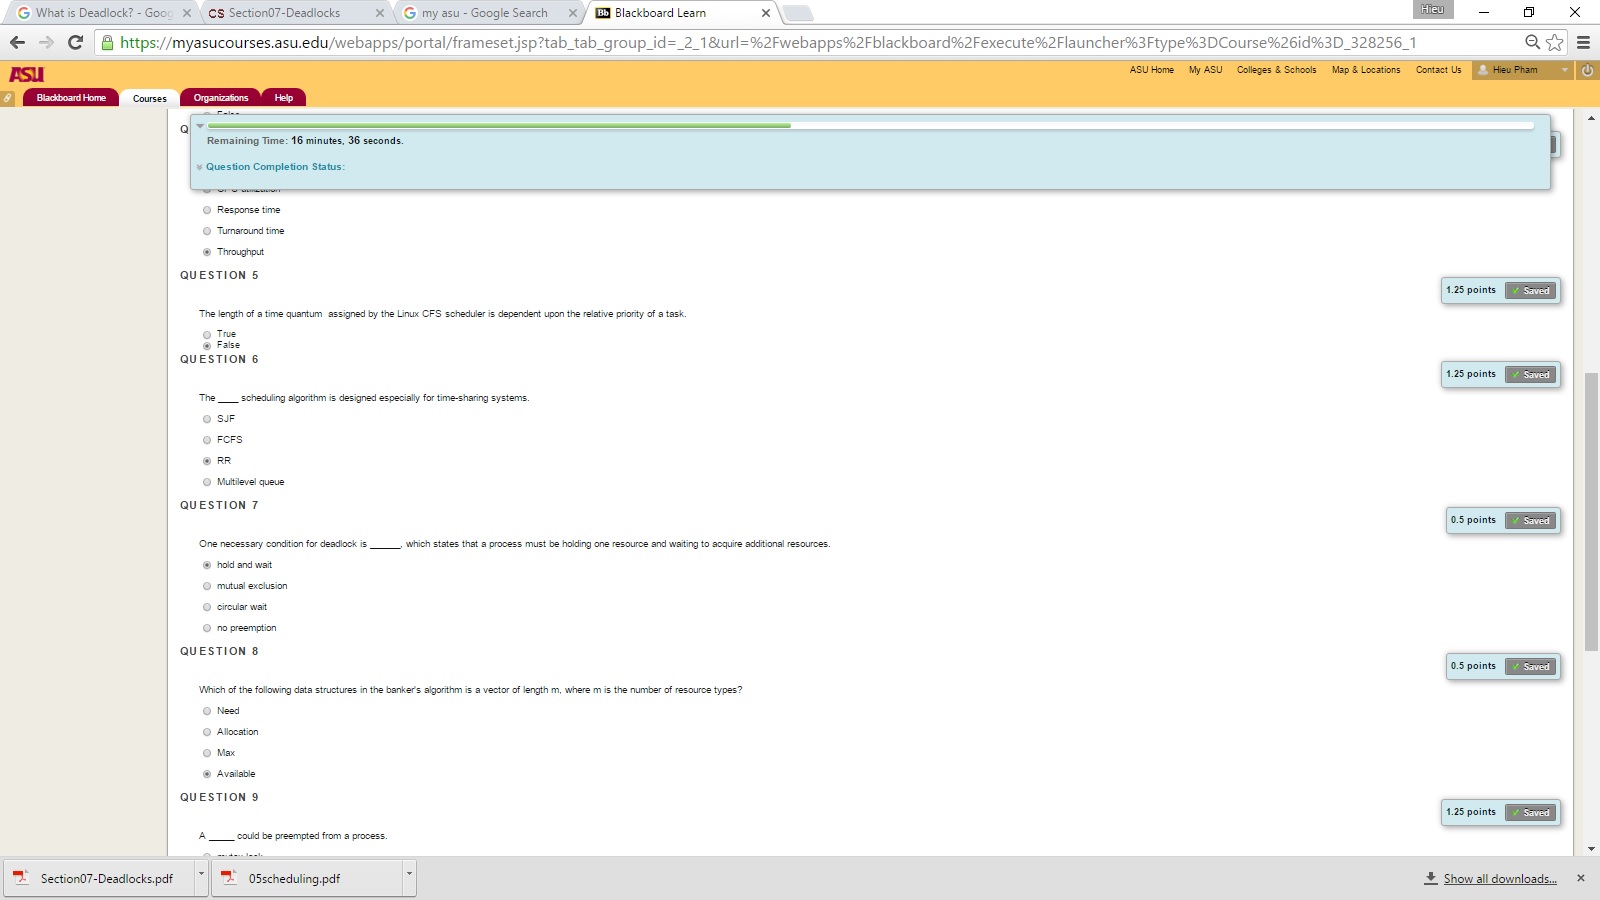 What is Deadlock? - Goog
CS Section07-Deadlocks
my asu - Google Search
Bb Blackboard Learn
Hieu
https://myasucourses.asu.edu/webapps/portal/frameset.jsp?tab_tab_group_id=_2_1&url=%2Fwebapps%2Fblackboard%2Fexecute%2Flauncher%3Ftype%3DCourse%26id%3D_328256_1
ASU
ASU Home My ASU Colleges & Schools Map & Locations Contact Us Hieu Pham
Blackboard Home Courses Organizations Help
False
Q
Remaining Time: 16 minutes, 36 seconds.
Question Completion Status:
CPU utilization
Response time
Turnaround time
Throughput
QUESTION 5
1.25 points Saved
The length of a time quantum assigned by the Linux CFS scheduler is dependent upon the relative priority of a task.
True
False
QUESTION 6
1.25 points Saved
The ____ scheduling algorithm is designed especially for time-sharing systems.
SJF
FCFS
RR
Multilevel queue
QUESTION 7
0.5 points Saved
One necessary condition for deadlock is ______, which states that a process must be holding one resource and waiting to acquire additional resources.
hold and wait
mutual exclusion
circular wait
no preemption
QUESTION 8
0.5 points Saved
Which of the following data structures in the banker's algorithm is a vector of length m, where m is the number of resource types?
Need
Allocation
Max
Available
QUESTION 9
1.25 points Saved
A _____ could be preempted from a process.
mutex lock
Section07-Deadlocks.pdf
05scheduling.pdf
Show all downloads...